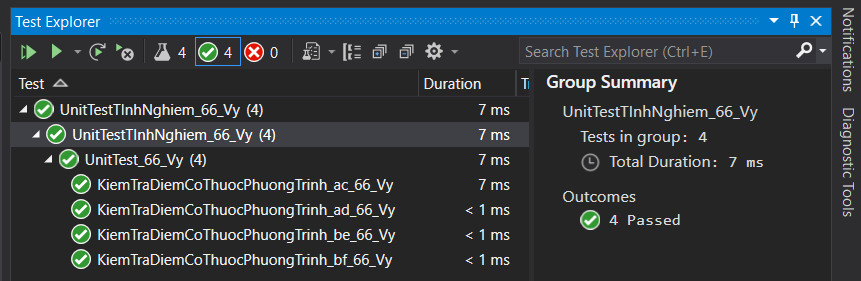 Test Explorer
4 4 0
Search Test Explorer (Ctrl+E)
Test Duration Tr
UnitTestTInhNghiem_66_Vy (4) 7 ms
UnitTestTInhNghiem_66_Vy (4) 7 ms
UnitTest_66_Vy (4) 7 ms
KiemTraDiemCoThuocPhuongTrinh_ac_66_Vy 7 ms
KiemTraDiemCoThuocPhuongTrinh_ad_66_Vy < 1 ms
KiemTraDiemCoThuocPhuongTrinh_be_66_Vy < 1 ms
KiemTraDiemCoThuocPhuongTrinh_bf_66_Vy < 1 ms
Group Summary
UnitTestTInhNghiem_66_Vy
Tests in group: 4
Total Duration: 7 ms
Outcomes
4 Passed
Notifications
Diagnostic Tools